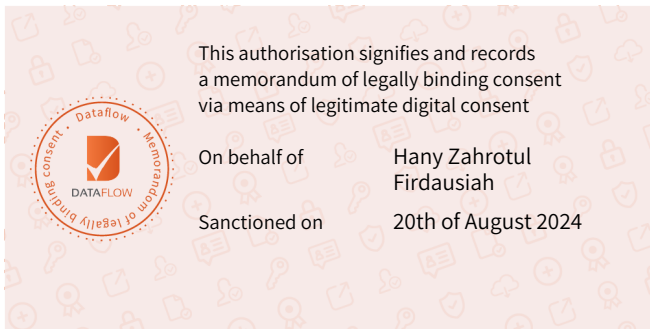 This authorisation signifies and records
a memorandum of legally binding consent
via means of legitimate digital consent
Dataflow • Memorandom of legally binding consent •
DATAFLOW
On behalf of Hany Zahrotul
Firdausiah
Sanctioned on 20th of August 2024